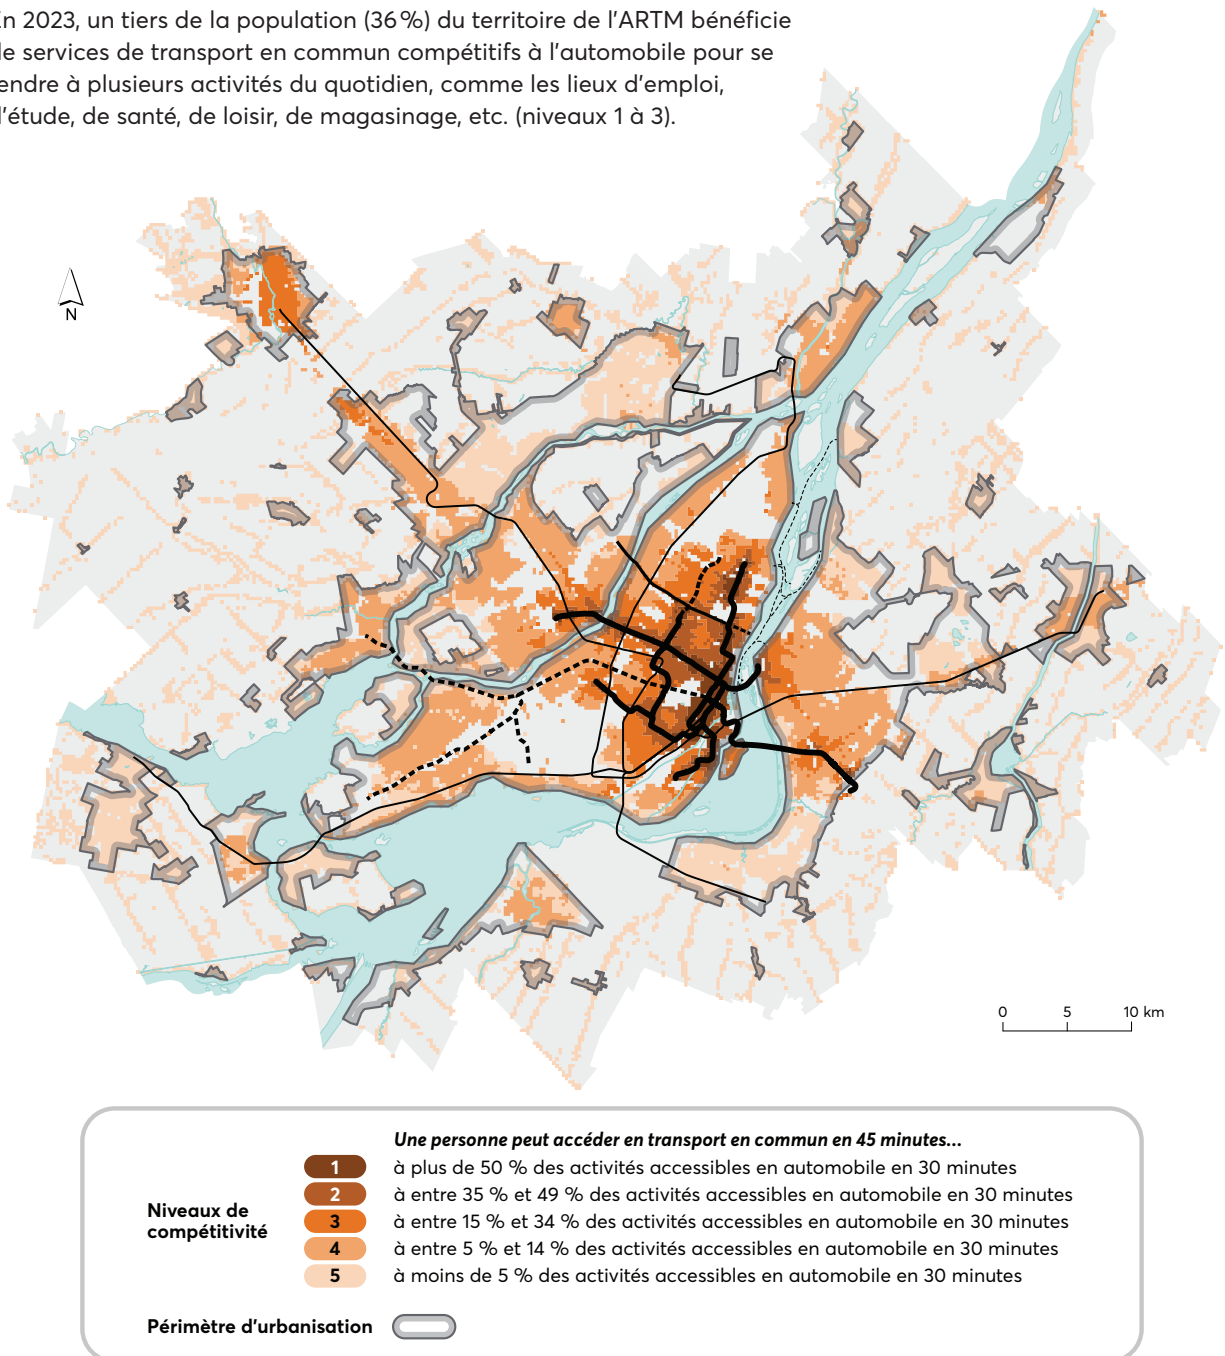 En 2023, un tiers de la population (36 %) du territoire de l'ARTM bénéficie
de services de transport en commun compétitifs à l'automobile pour se
rendre à plusieurs activités du quotidien, comme les lieux d'emploi,
d'étude, de santé, de loisir, de magasinage, etc. (niveaux 1 à 3).
N
0 5 10 km
Une personne peut accéder en transport en commun en 45 minutes...
Niveaux de
compétitivité
1 à plus de 50 % des activités accessibles en automobile en 30 minutes
2 à entre 35 % et 49 % des activités accessibles en automobile en 30 minutes
3 à entre 15 % et 34 % des activités accessibles en automobile en 30 minutes
4 à entre 5 % et 14 % des activités accessibles en automobile en 30 minutes
5 à moins de 5 % des activités accessibles en automobile en 30 minutes
Périmètre d'urbanisation